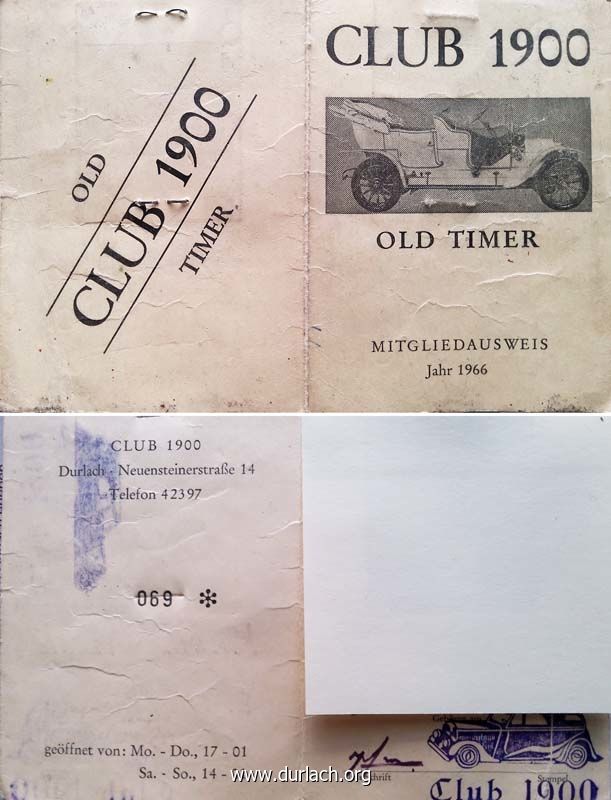 OLD
CLUB 1900
TIMER
CLUB 1900
OLD TIMER
MITGLIEDAUSWEIS
Jahr 1966
CLUB 1900
Durlach - Neuensteinerstraße 14
Telefon 42397
069 *
geöffnet von: Mo. - Do., 17 - 01
Sa. - So., 14 -
www.durlach.org
Stempel
Club 1900